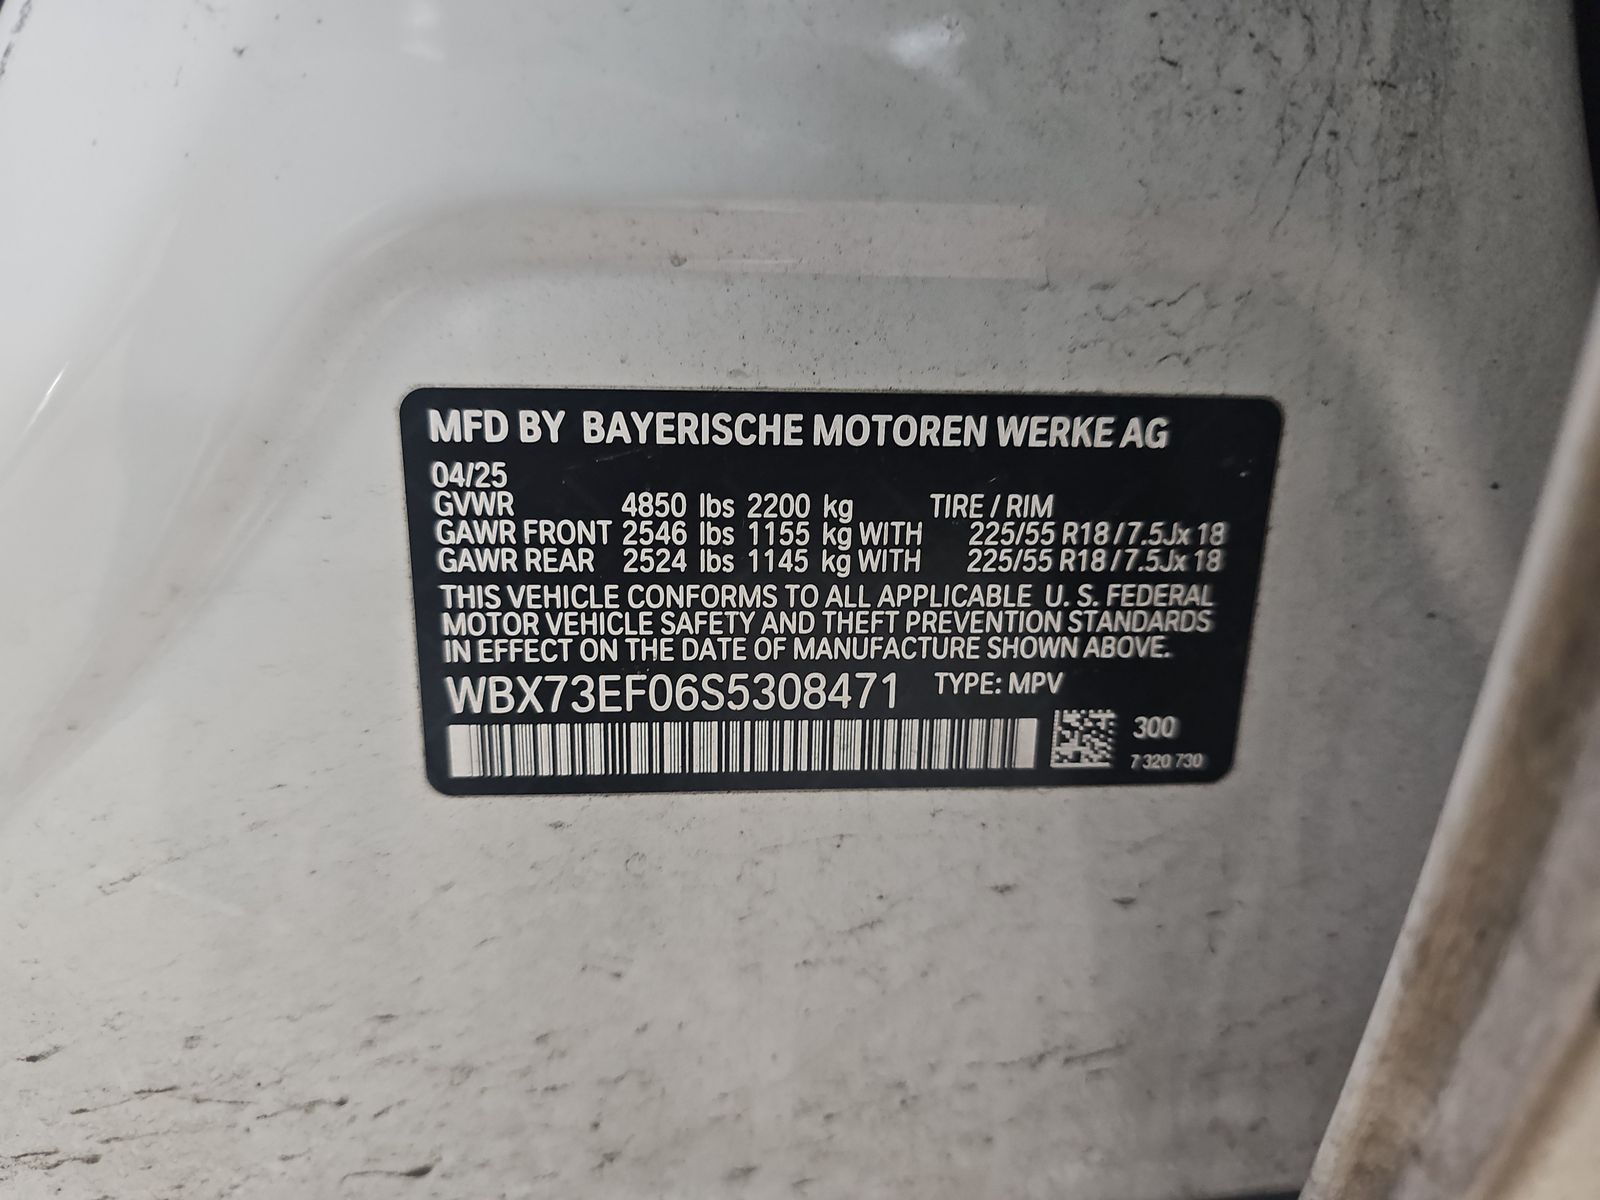 MFD BY BAYERISCHE MOTOREN WERKE AG
04/25
GVWR 4850 lbs 2200 kg TIRE / RIM
GAWR FRONT 2546 lbs 1155 kg WITH 225/55 R18 / 7.5Jx 18
GAWR REAR 2524 lbs 1145 kg WITH 225/55 R18 / 7.5Jx 18
THIS VEHICLE CONFORMS TO ALL APPLICABLE U. S. FEDERAL
MOTOR VEHICLE SAFETY AND THEFT PREVENTION STANDARDS
IN EFFECT ON THE DATE OF MANUFACTURE SHOWN ABOVE.
WBX73EF06S5308471 TYPE: MPV
300
7 320 730